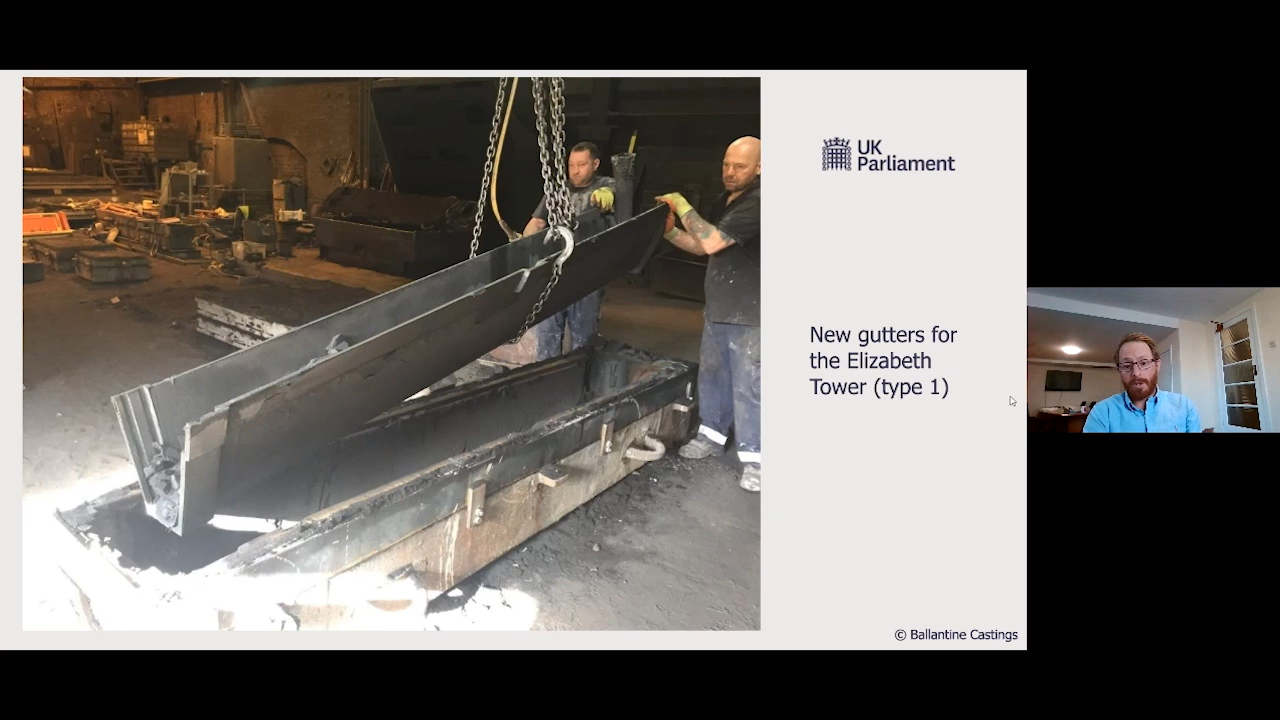 UK
Parliament
New gutters for
the Elizabeth
Tower (type 1)
© Ballantine Castings